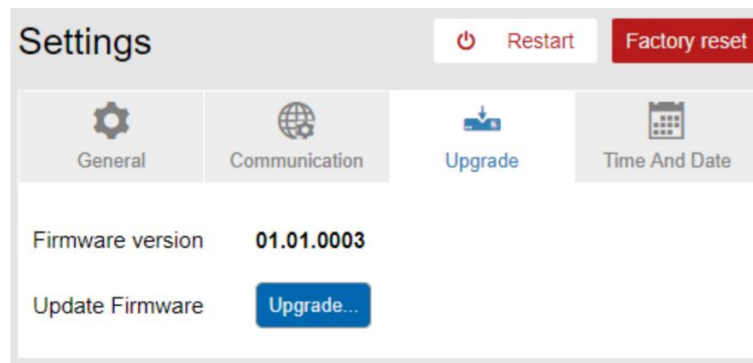 Settings
Restart
Factory reset
General
Communication
Upgrade
Time And Date
Firmware version 01.01.0003
Update Firmware Upgrade...